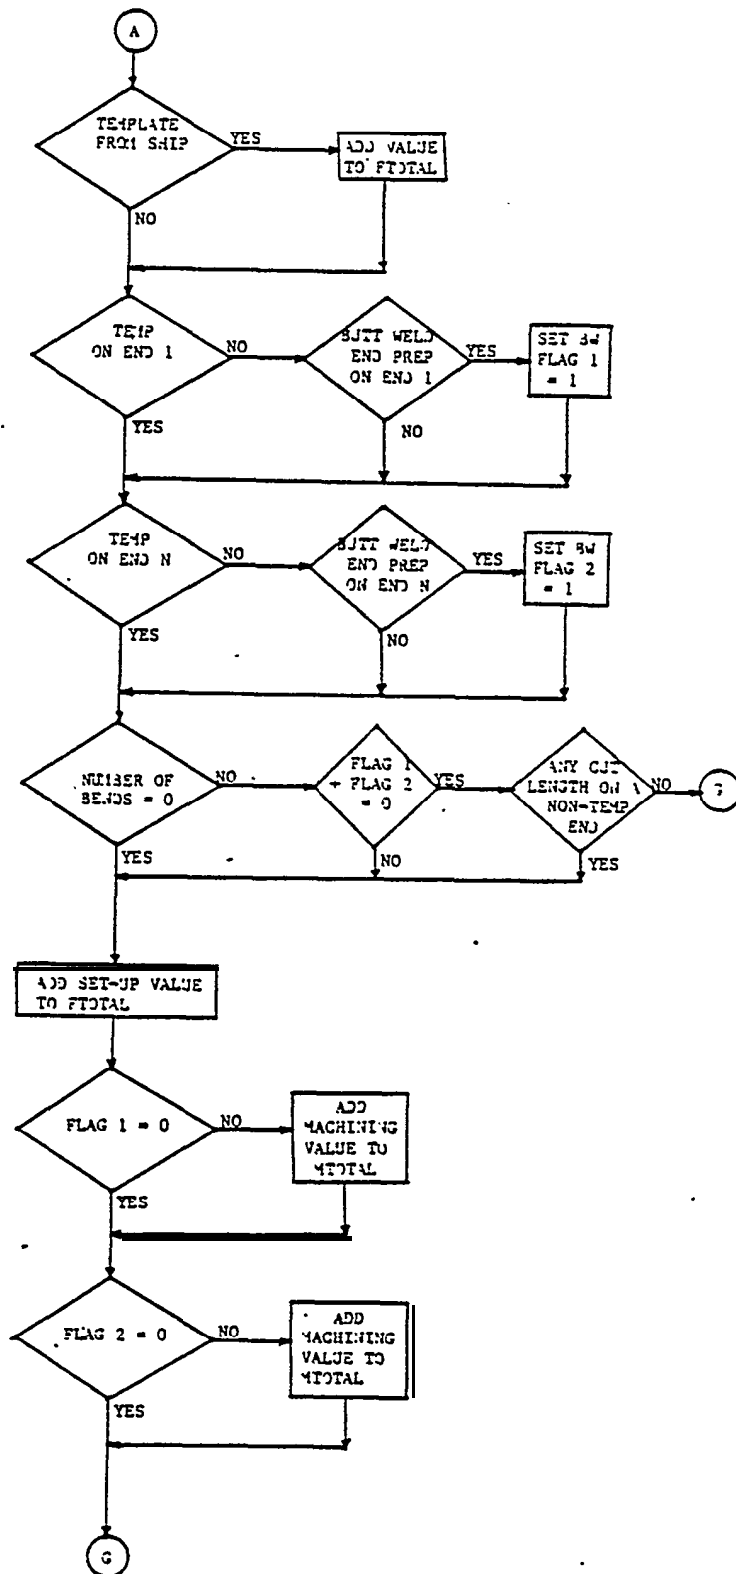 A
TEMPLATE
FROM SHIP
YES
ADD VALUE
TO FTOTAL
NO
TEMP
ON END 1
NO
BUTT WELD
END PREP
ON END 1
YES
SET BW
FLAG 1
= 1
YES
NO
TEMP
ON END N
NO
BUTT WELD
END PREP
ON END N
YES
SET BW
FLAG 2
= 1
YES
NO
NUMBER OF
BENDS = 0
NO
FLAG 1
+ FLAG 2
= 0
YES
ANY CUT
LENGTH ON A
NON-TEMP
END
NO
YES
NO
YES
ADD SET-UP VALUE
TO FTOTAL
FLAG 1 = 0
NO
ADD
MACHINING
VALUE TO
MTOTAL
YES
FLAG 2 = 0
NO
ADD
MACHINING
VALUE TO
MTOTAL
YES
G